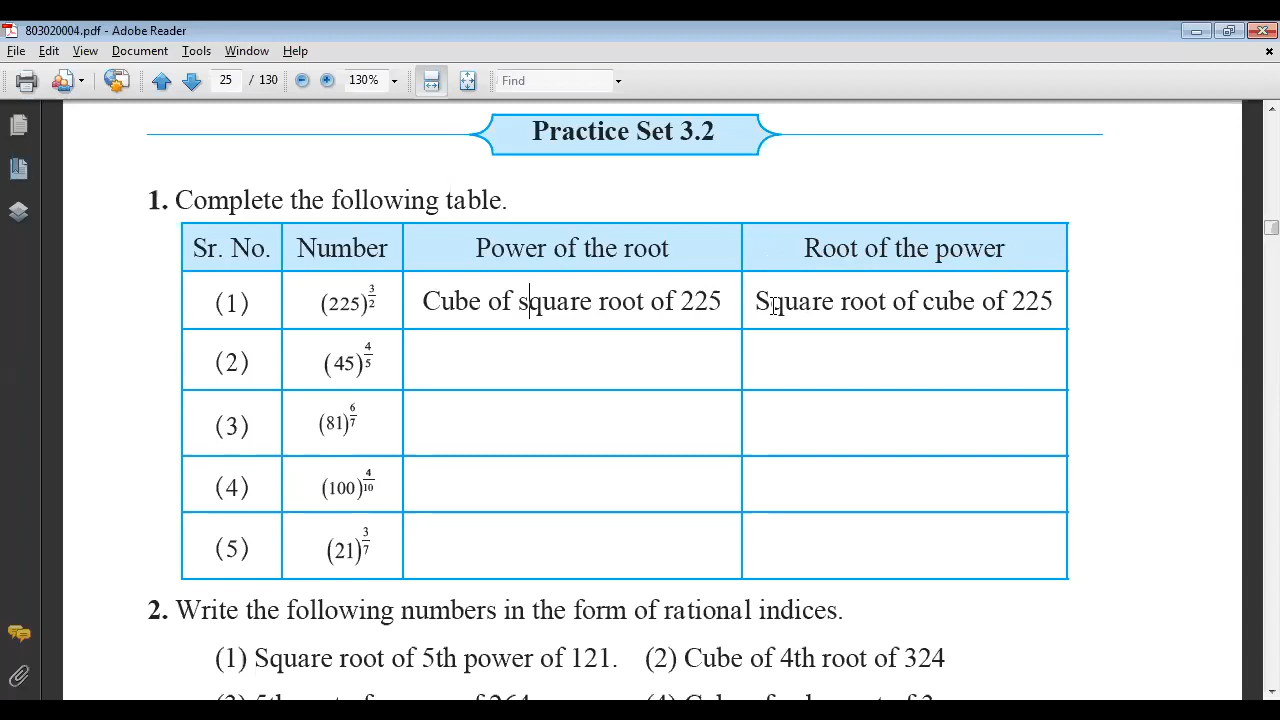 803020004.pdf - Adobe Reader
File Edit View Document Tools Window Help
25 / 130 130% Find
Practice Set 3.2
1. Complete the following table.
Sr. No. Number Power of the root Root of the power
(1) (225)^(3/2) Cube of square root of 225 Square root of cube of 225
(2) (45)^(4/5)
(3) (81)^(6/7)
(4) (100)^(4/10)
(5) (21)^(3/7)
2. Write the following numbers in the form of rational indices.
(1) Square root of 5th power of 121. (2) Cube of 4th root of 324